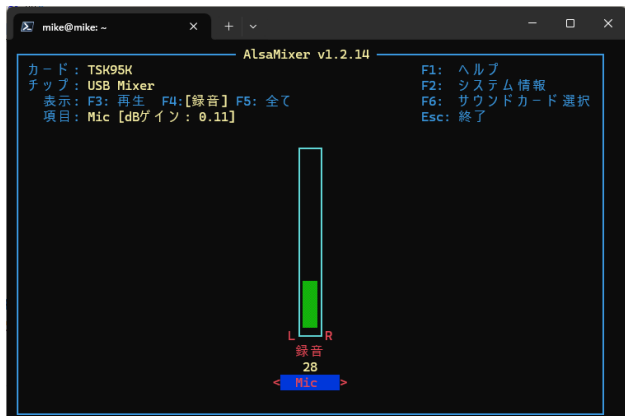 mike@mike: ~
AlsaMixer v1.2.14
カード: TSK95K
F1: ヘルプ
チップ: USB Mixer
F2: システム情報
表示: F3: 再生 F4:[録音] F5: 全て
F6: サウンドカード選択
項目: Mic [dBゲイン: 0.11]
Esc: 終了
L R
録音
28
< Mic >